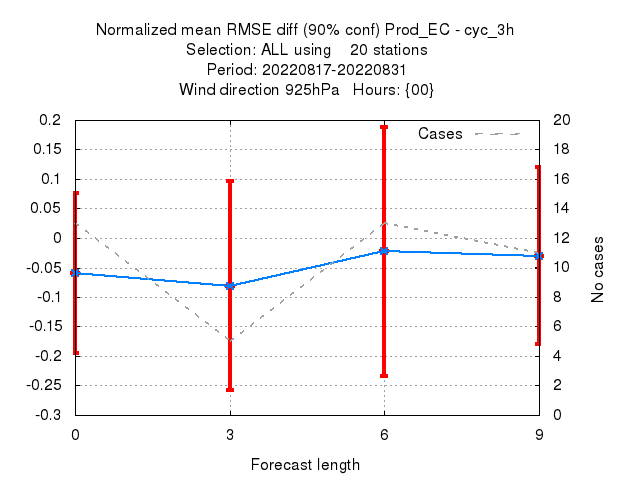 Normalized mean RMSE diff (90% conf) Prod_EC - cyc_3h
Selection: ALL using 20 stations
Period: 20220817-20220831
Wind direction 925hPa Hours: {00}
Cases
0.2
0.15
0.1
0.05
0
-0.05
-0.1
-0.15
-0.2
-0.25
-0.3
20
18
16
14
12
10
8
6
4
2
0
No cases
0 3 6 9
Forecast length